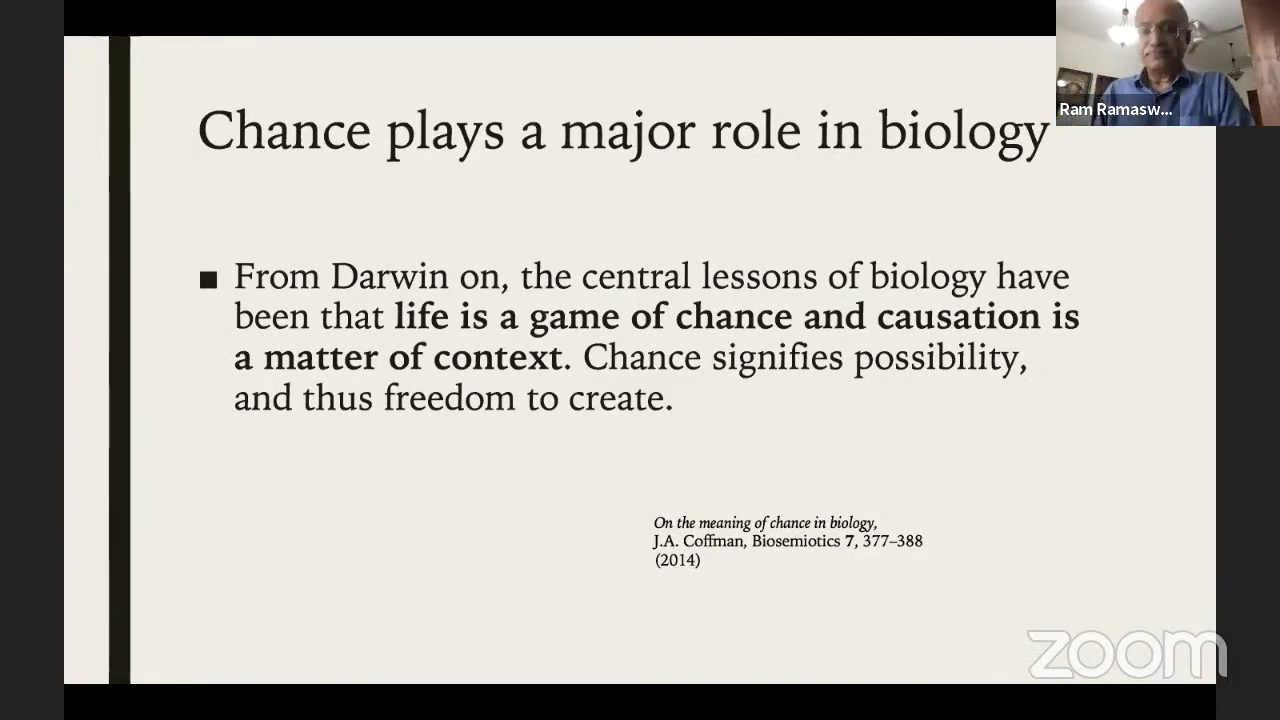 Chance plays a major role in biology
Ram Ramasw...
■ From Darwin on, the central lessons of biology have
been that life is a game of chance and causation is
a matter of context. Chance signifies possibility,
and thus freedom to create.
On the meaning of chance in biology,
J.A. Coffman, Biosemiotics 7, 377–388
(2014)
zoom